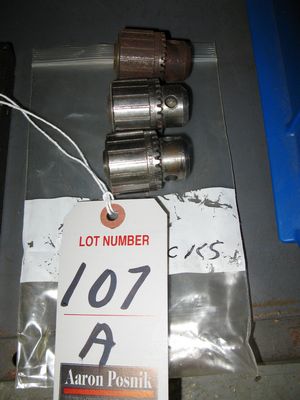 LOT NUMBER
107
A
Aaron Posnik